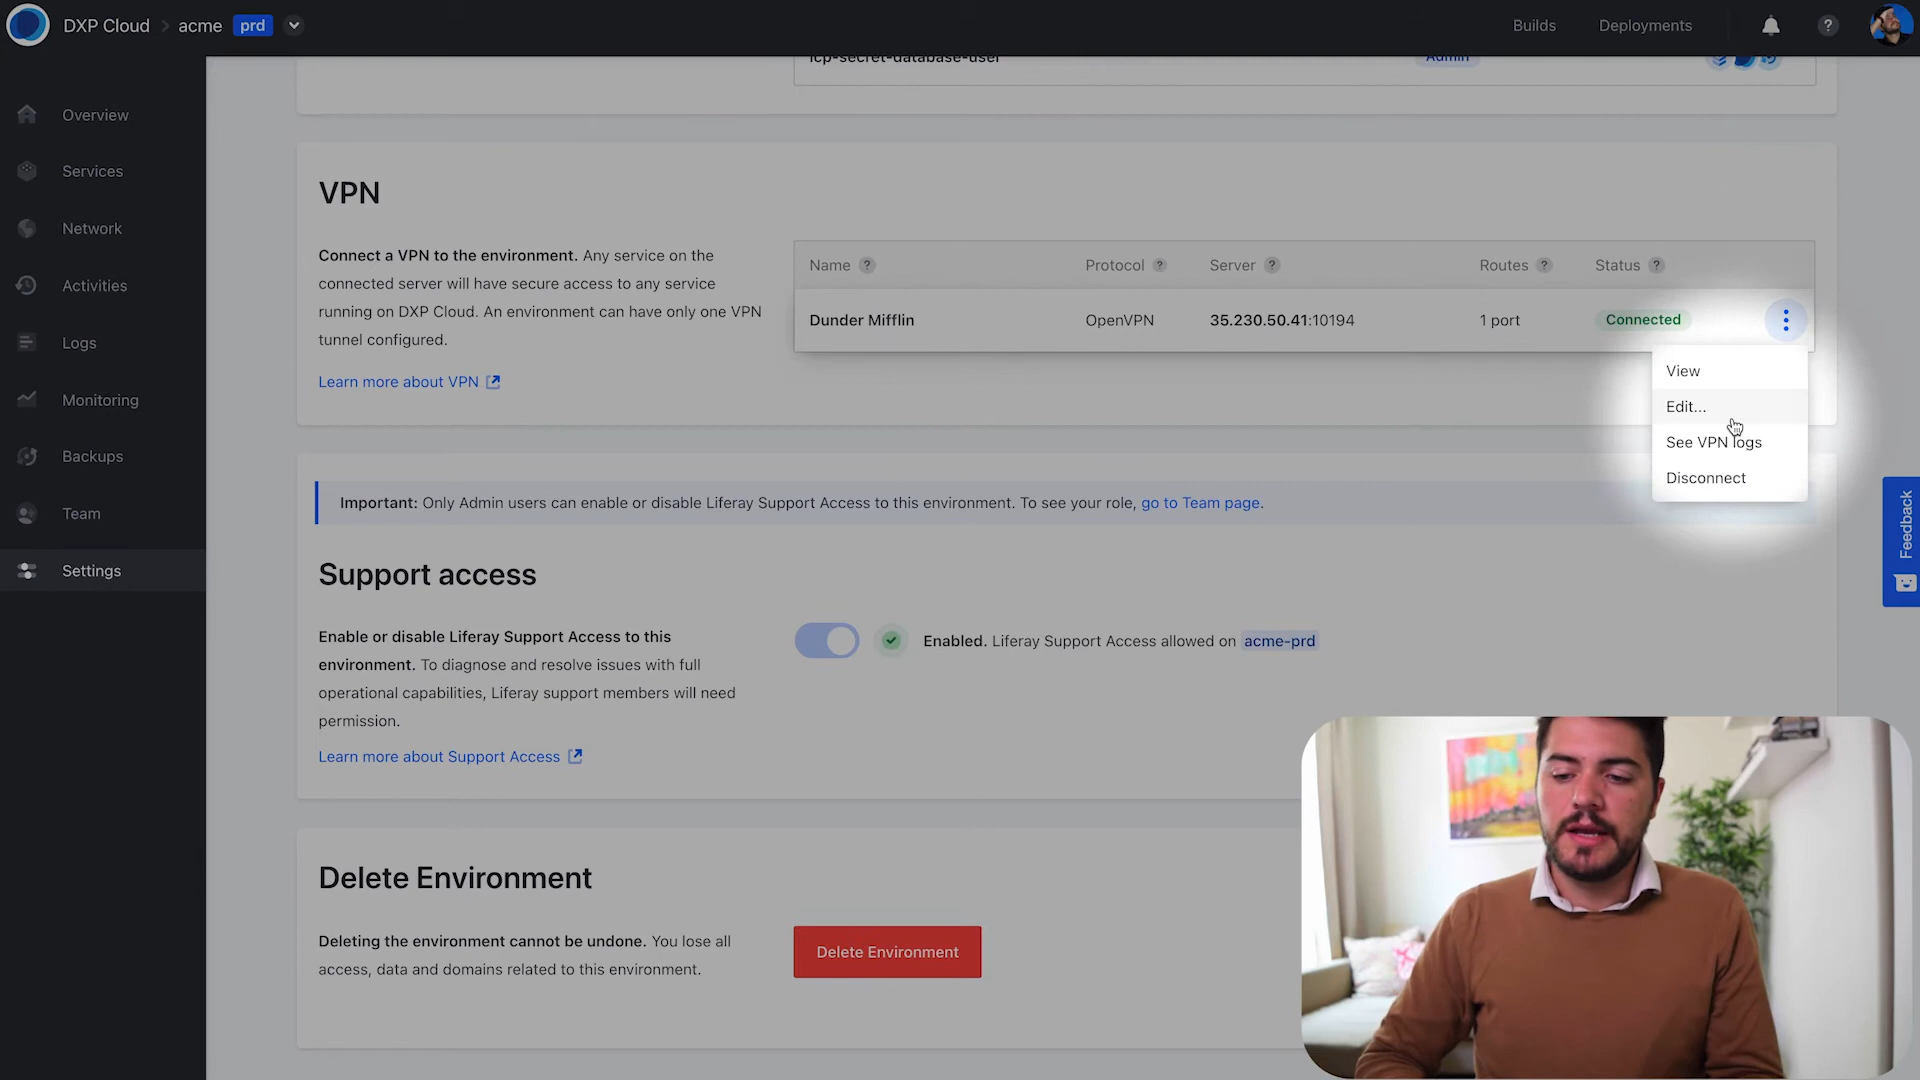 DXP Cloud acme prd
Builds Deployments ?
lcp-secret-database-user Admin
Overview
Services
Network
Activities
Logs
Monitoring
Backups
Team
Settings
VPN
Connect a VPN to the environment. Any service on the
connected server will have secure access to any service
running on DXP Cloud. An environment can have only one VPN
tunnel configured.
Learn more about VPN
Name ? Protocol ? Server ? Routes ? Status ?
Dunder Mifflin OpenVPN 35.230.50.41:10194 1 port Connected
View
Edit...
See VPN logs
Disconnect
Important: Only Admin users can enable or disable Liferay Support Access to this environment. To see your role, go to Team page.
Support access
Enable or disable Liferay Support Access to this
environment. To diagnose and resolve issues with full
operational capabilities, Liferay support members will need
permission.
Learn more about Support Access
Enabled. Liferay Support Access allowed on acme-prd
Delete Environment
Deleting the environment cannot be undone. You lose all
access, data and domains related to this environment.
Delete Environment
Feedback